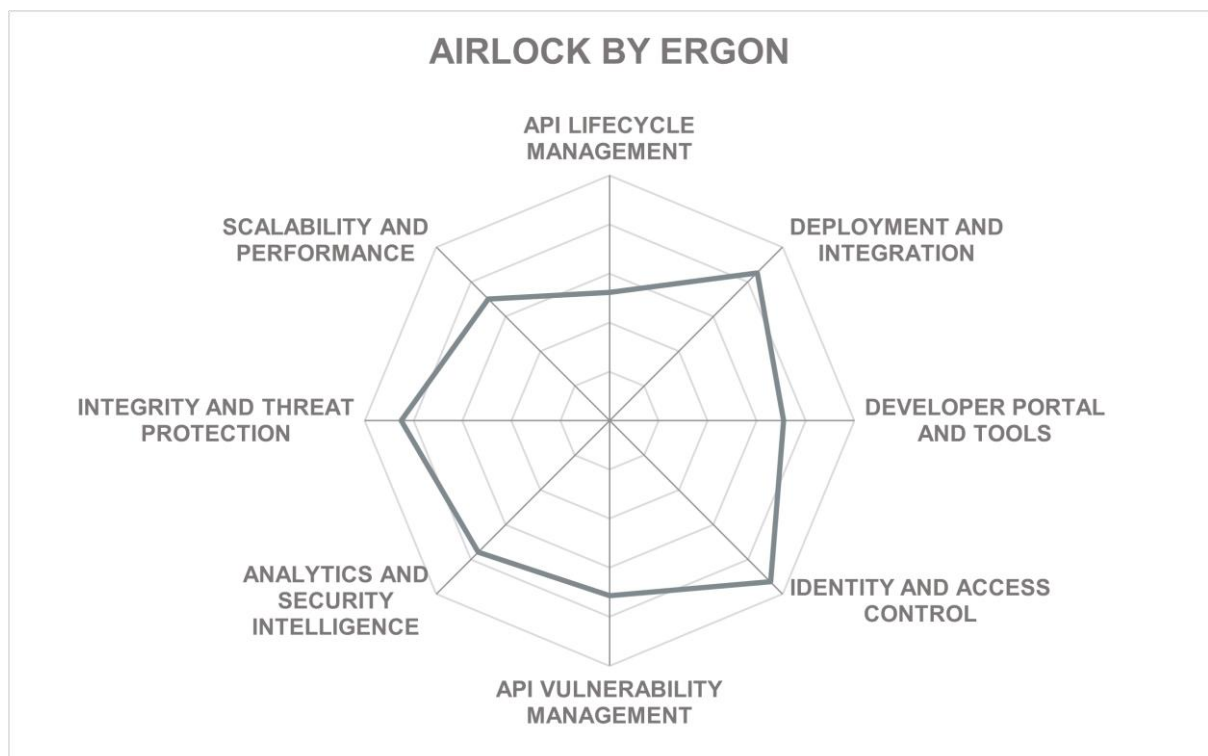 AIRLOCK BY ERGON
API LIFECYCLE
MANAGEMENT
SCALABILITY AND
PERFORMANCE
DEPLOYMENT AND
INTEGRATION
INTEGRITY AND THREAT
PROTECTION
DEVELOPER PORTAL
AND TOOLS
ANALYTICS AND
SECURITY
INTELLIGENCE
IDENTITY AND ACCESS
CONTROL
API VULNERABILITY
MANAGEMENT